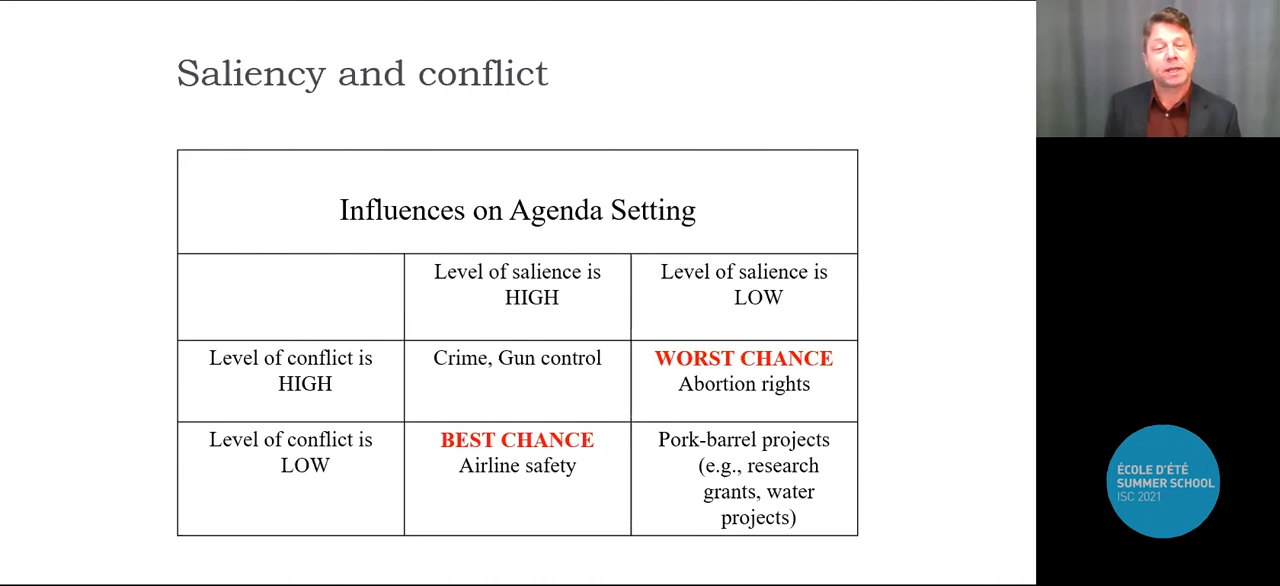 Saliency and conflict
Influences on Agenda Setting
Level of salience is
HIGH
Level of salience is
LOW
Level of conflict is
HIGH
Crime, Gun control
WORST CHANCE
Abortion rights
Level of conflict is
LOW
BEST CHANCE
Airline safety
Pork-barrel projects
(e.g., research
grants, water
projects)
ÉCOLE D'ÉTÉ
SUMMER SCHOOL
ISC 2021